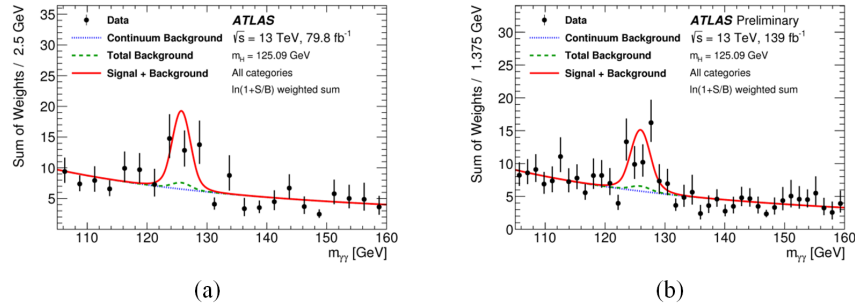 Sum of Weights / 2.5 GeV
35
30
25
20
15
10
5
Data
Continuum Background
Total Background
Signal + Background
ATLAS
√s = 13 TeV, 79.8 fb⁻¹
m_H = 125.09 GeV
All categories
ln(1+S/B) weighted sum
110 120 130 140 150 160
m_γγ [GeV]
(a)
Sum of Weights / 1.375 GeV
35
30
25
20
15
10
5
0
Data
Continuum Background
Total Background
Signal + Background
ATLAS Preliminary
√s = 13 TeV, 139 fb⁻¹
m_H = 125.09 GeV
All categories
ln(1+S/B) weighted sum
110 120 130 140 150 160
m_γγ [GeV]
(b)